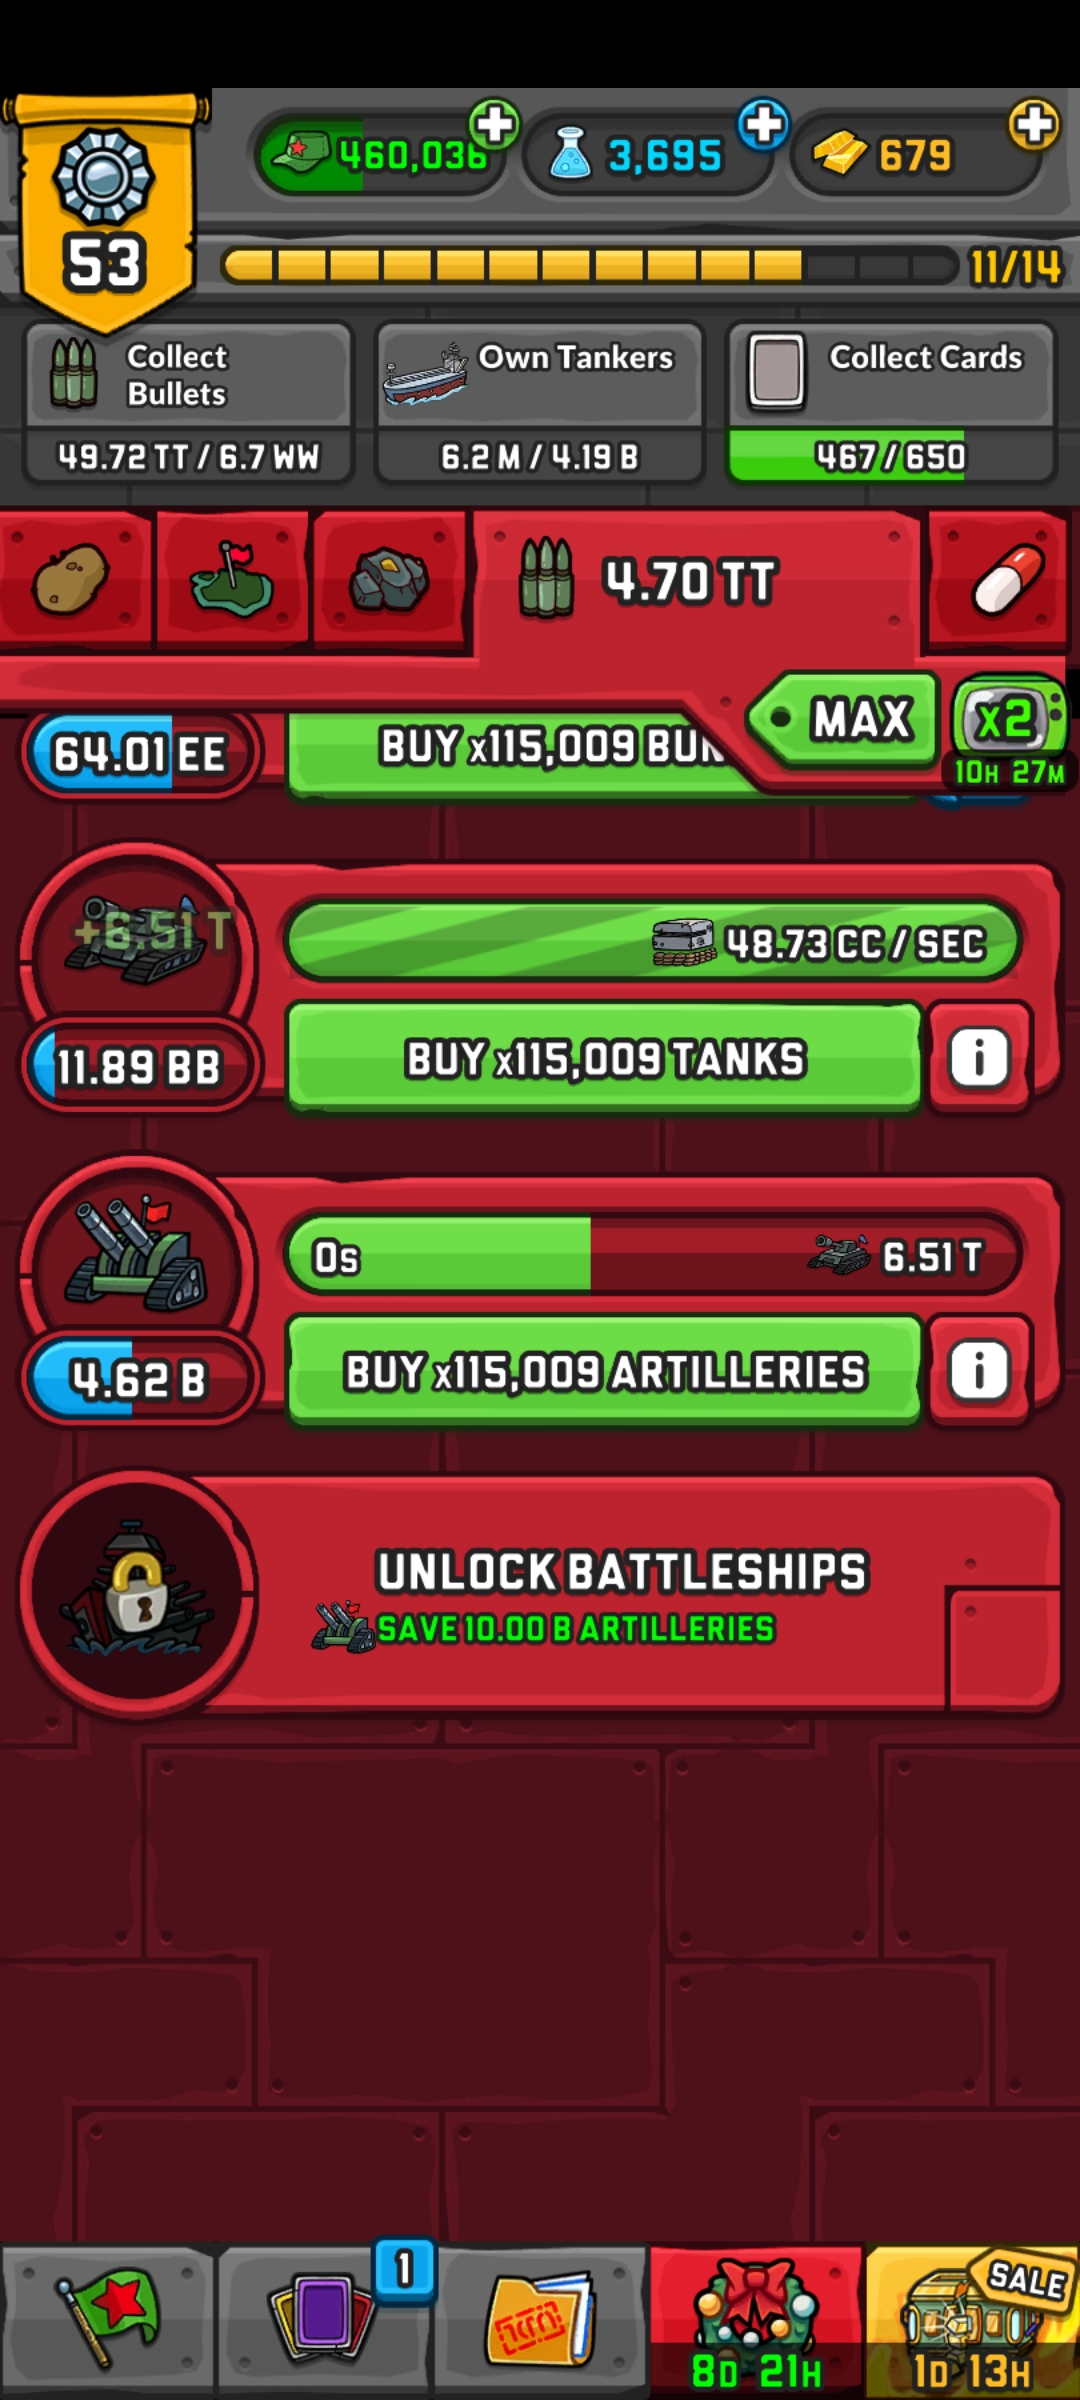 53
460,036
3,695
679
11/14
Collect
Bullets
49.72 TT / 6.7 WW
Own Tankers
6.2 M / 4.19 B
Collect Cards
467 / 650
4.70 TT
MAX
x2
10H 27M
64.01 EE
BUY x115,009
+6.51 T
48.73 CC / SEC
11.89 BB
BUY x115,009 TANKS
i
0s
6.51 T
4.62 B
BUY x115,009 ARTILLERIES
i
UNLOCK BATTLESHIPS
SAVE 10.00 B ARTILLERIES
1
SALE
8D 21H
1D 13H